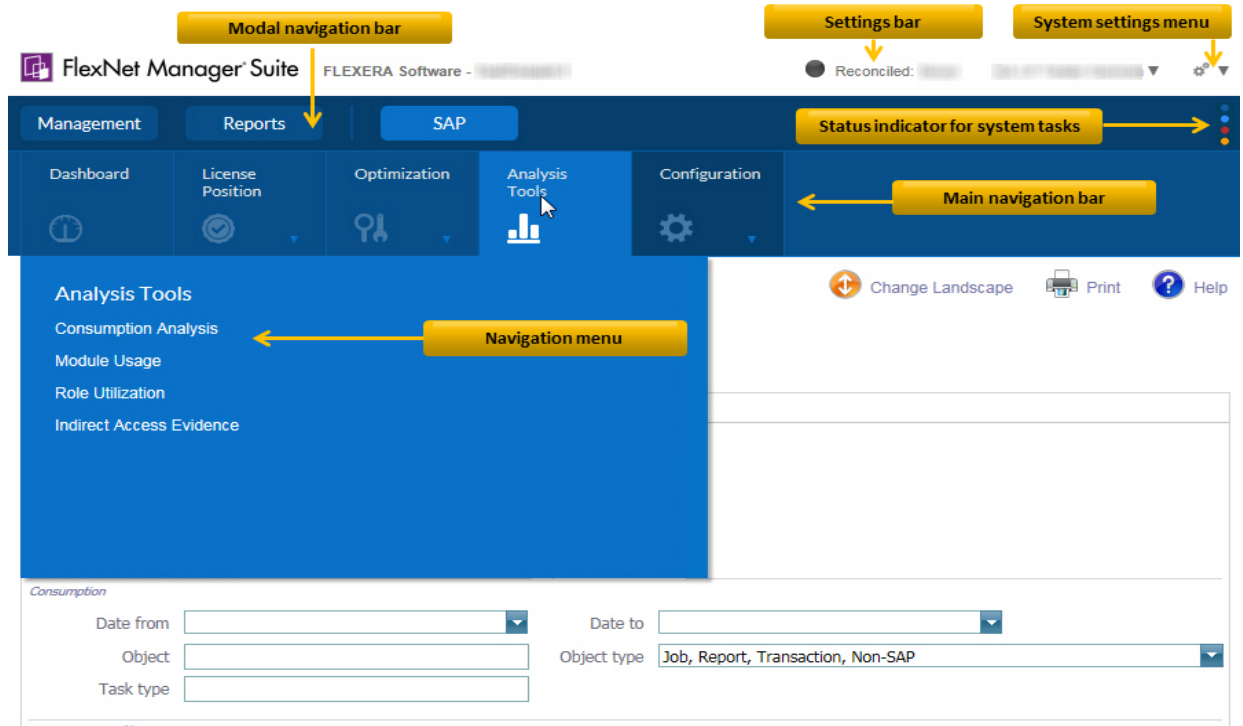 Modal navigation bar
Settings bar
System settings menu
FlexNet Manager Suite
FLEXERA Software -
Reconciled:
Management
Reports
SAP
Status indicator for system tasks
Dashboard
License
Position
Optimization
Analysis
Tools
Configuration
Main navigation bar
Analysis Tools
Change Landscape
Print
Help
Consumption Analysis
Navigation menu
Module Usage
Role Utilization
Indirect Access Evidence
Consumption
Date from
Date to
Object
Object type
Job, Report, Transaction, Non-SAP
Task type